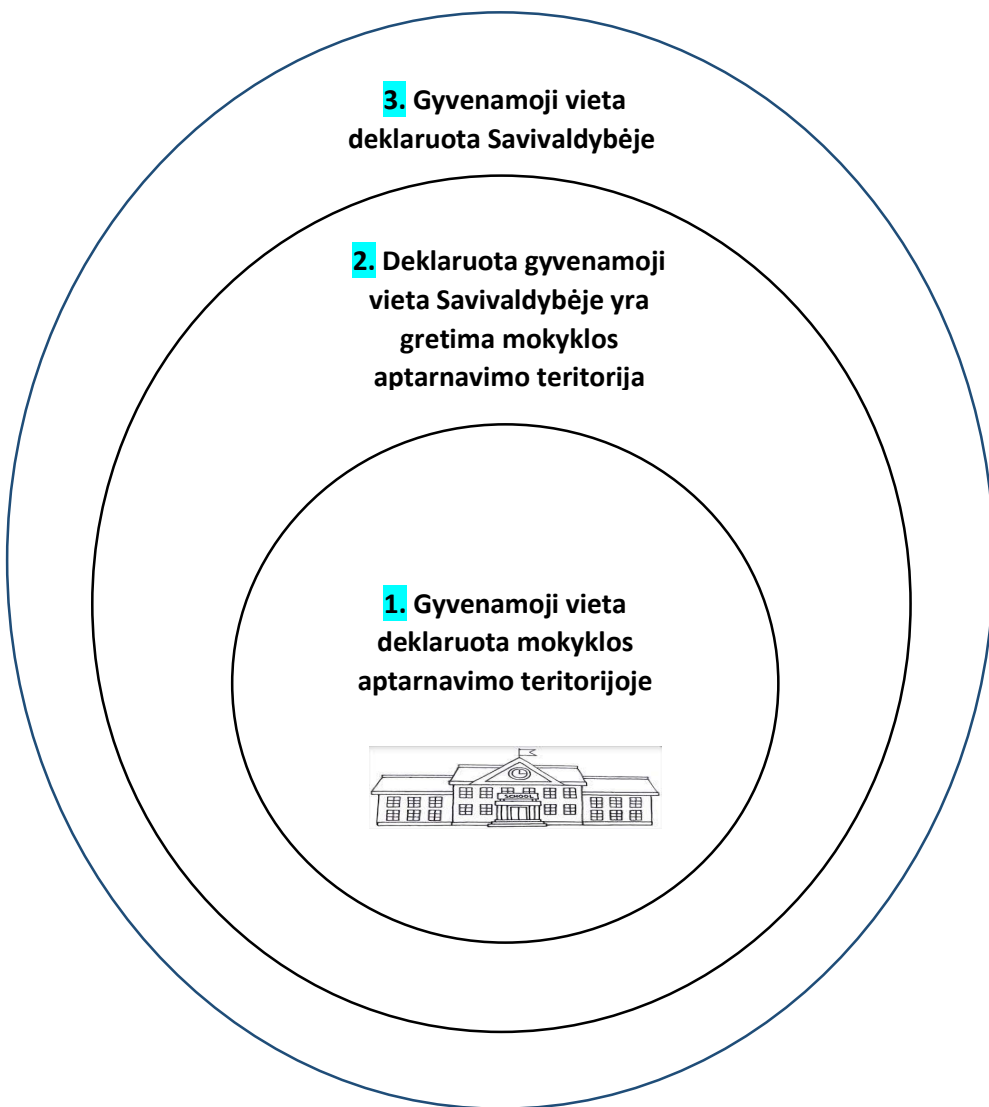 3. Gyvenamoji vieta
deklaruota Savivaldybėje
2. Deklaruota gyvenamoji
vieta Savivaldybėje yra
gretima mokyklos
aptarnavimo teritorija
1. Gyvenamoji vieta
deklaruota mokyklos
aptarnavimo teritorijoje
SCHOOL